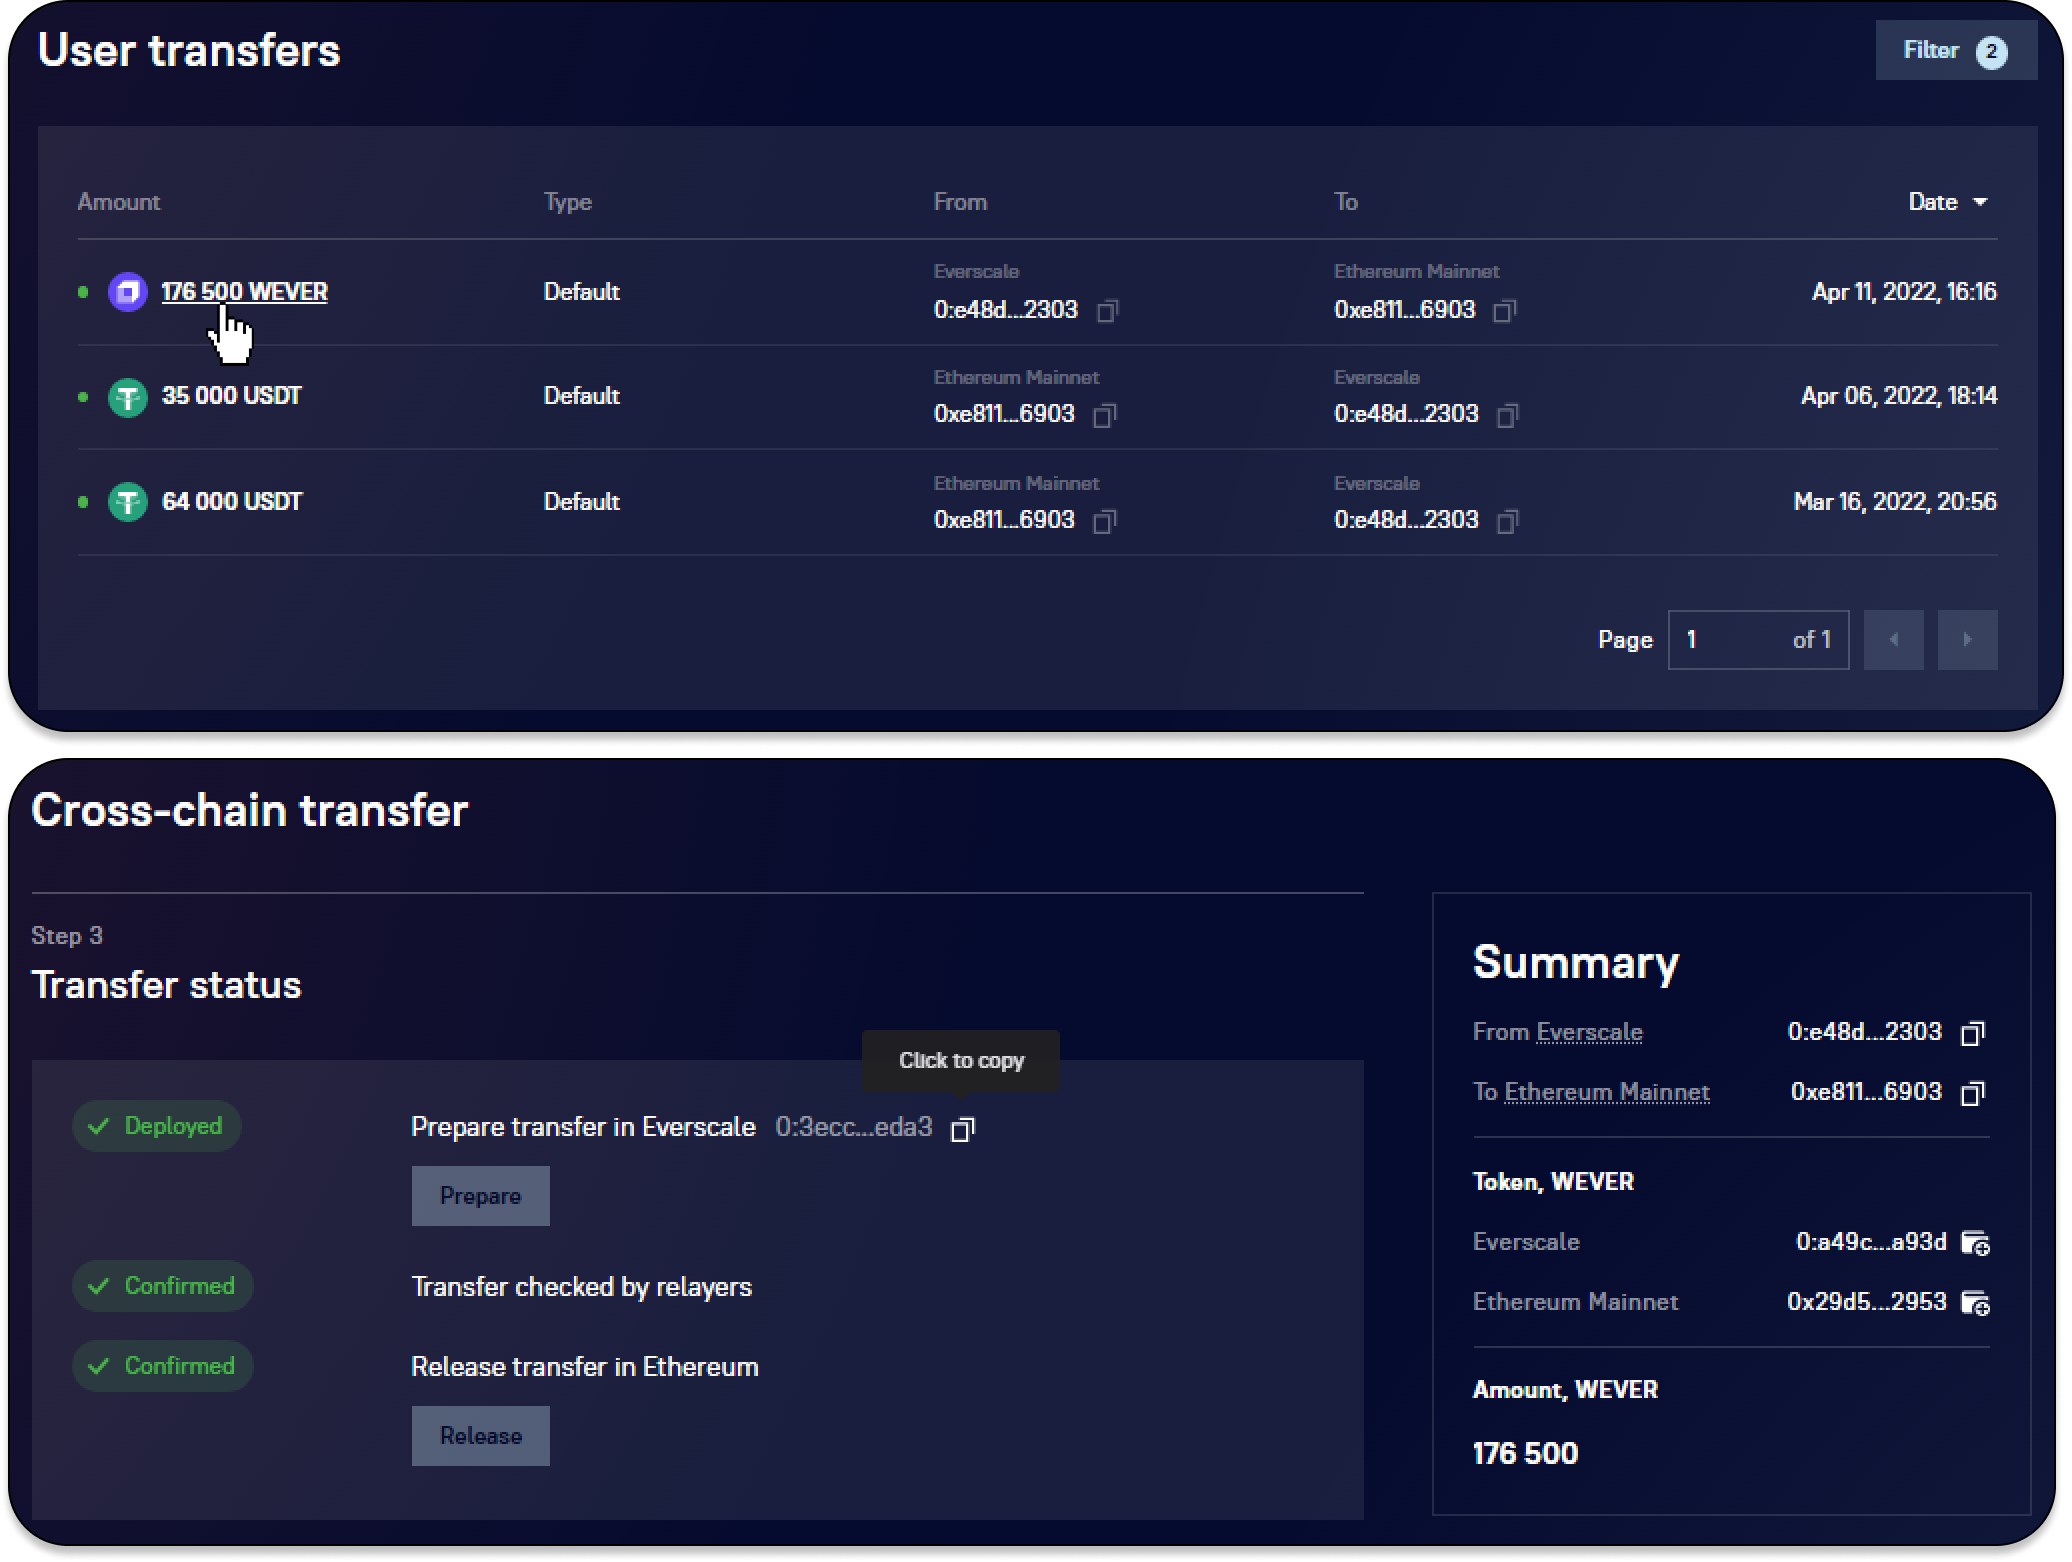 User transfers
Filter 2
Amount Type From To Date
176 500 WEVER Default Everscale Ethereum Mainnet Apr 11, 2022, 16:16
0:e48d...2303 0xe811...6903
35 000 USDT Default Ethereum Mainnet Everscale Apr 06, 2022, 18:14
0xe811...6903 0:e48d...2303
64 000 USDT Default Ethereum Mainnet Everscale Mar 16, 2022, 20:56
0xe811...6903 0:e48d...2303
Page 1 of 1
Cross-chain transfer
Step 3
Transfer status
Click to copy
Deployed Prepare transfer in Everscale 0:3ecc...eda3
Prepare
Confirmed Transfer checked by relayers
Confirmed Release transfer in Ethereum
Release
Summary
From Everscale 0:e48d...2303
To Ethereum Mainnet 0xe811...6903
Token, WEVER
Everscale 0:a49c...a93d
Ethereum Mainnet 0x29d5...2953
Amount, WEVER
176 500